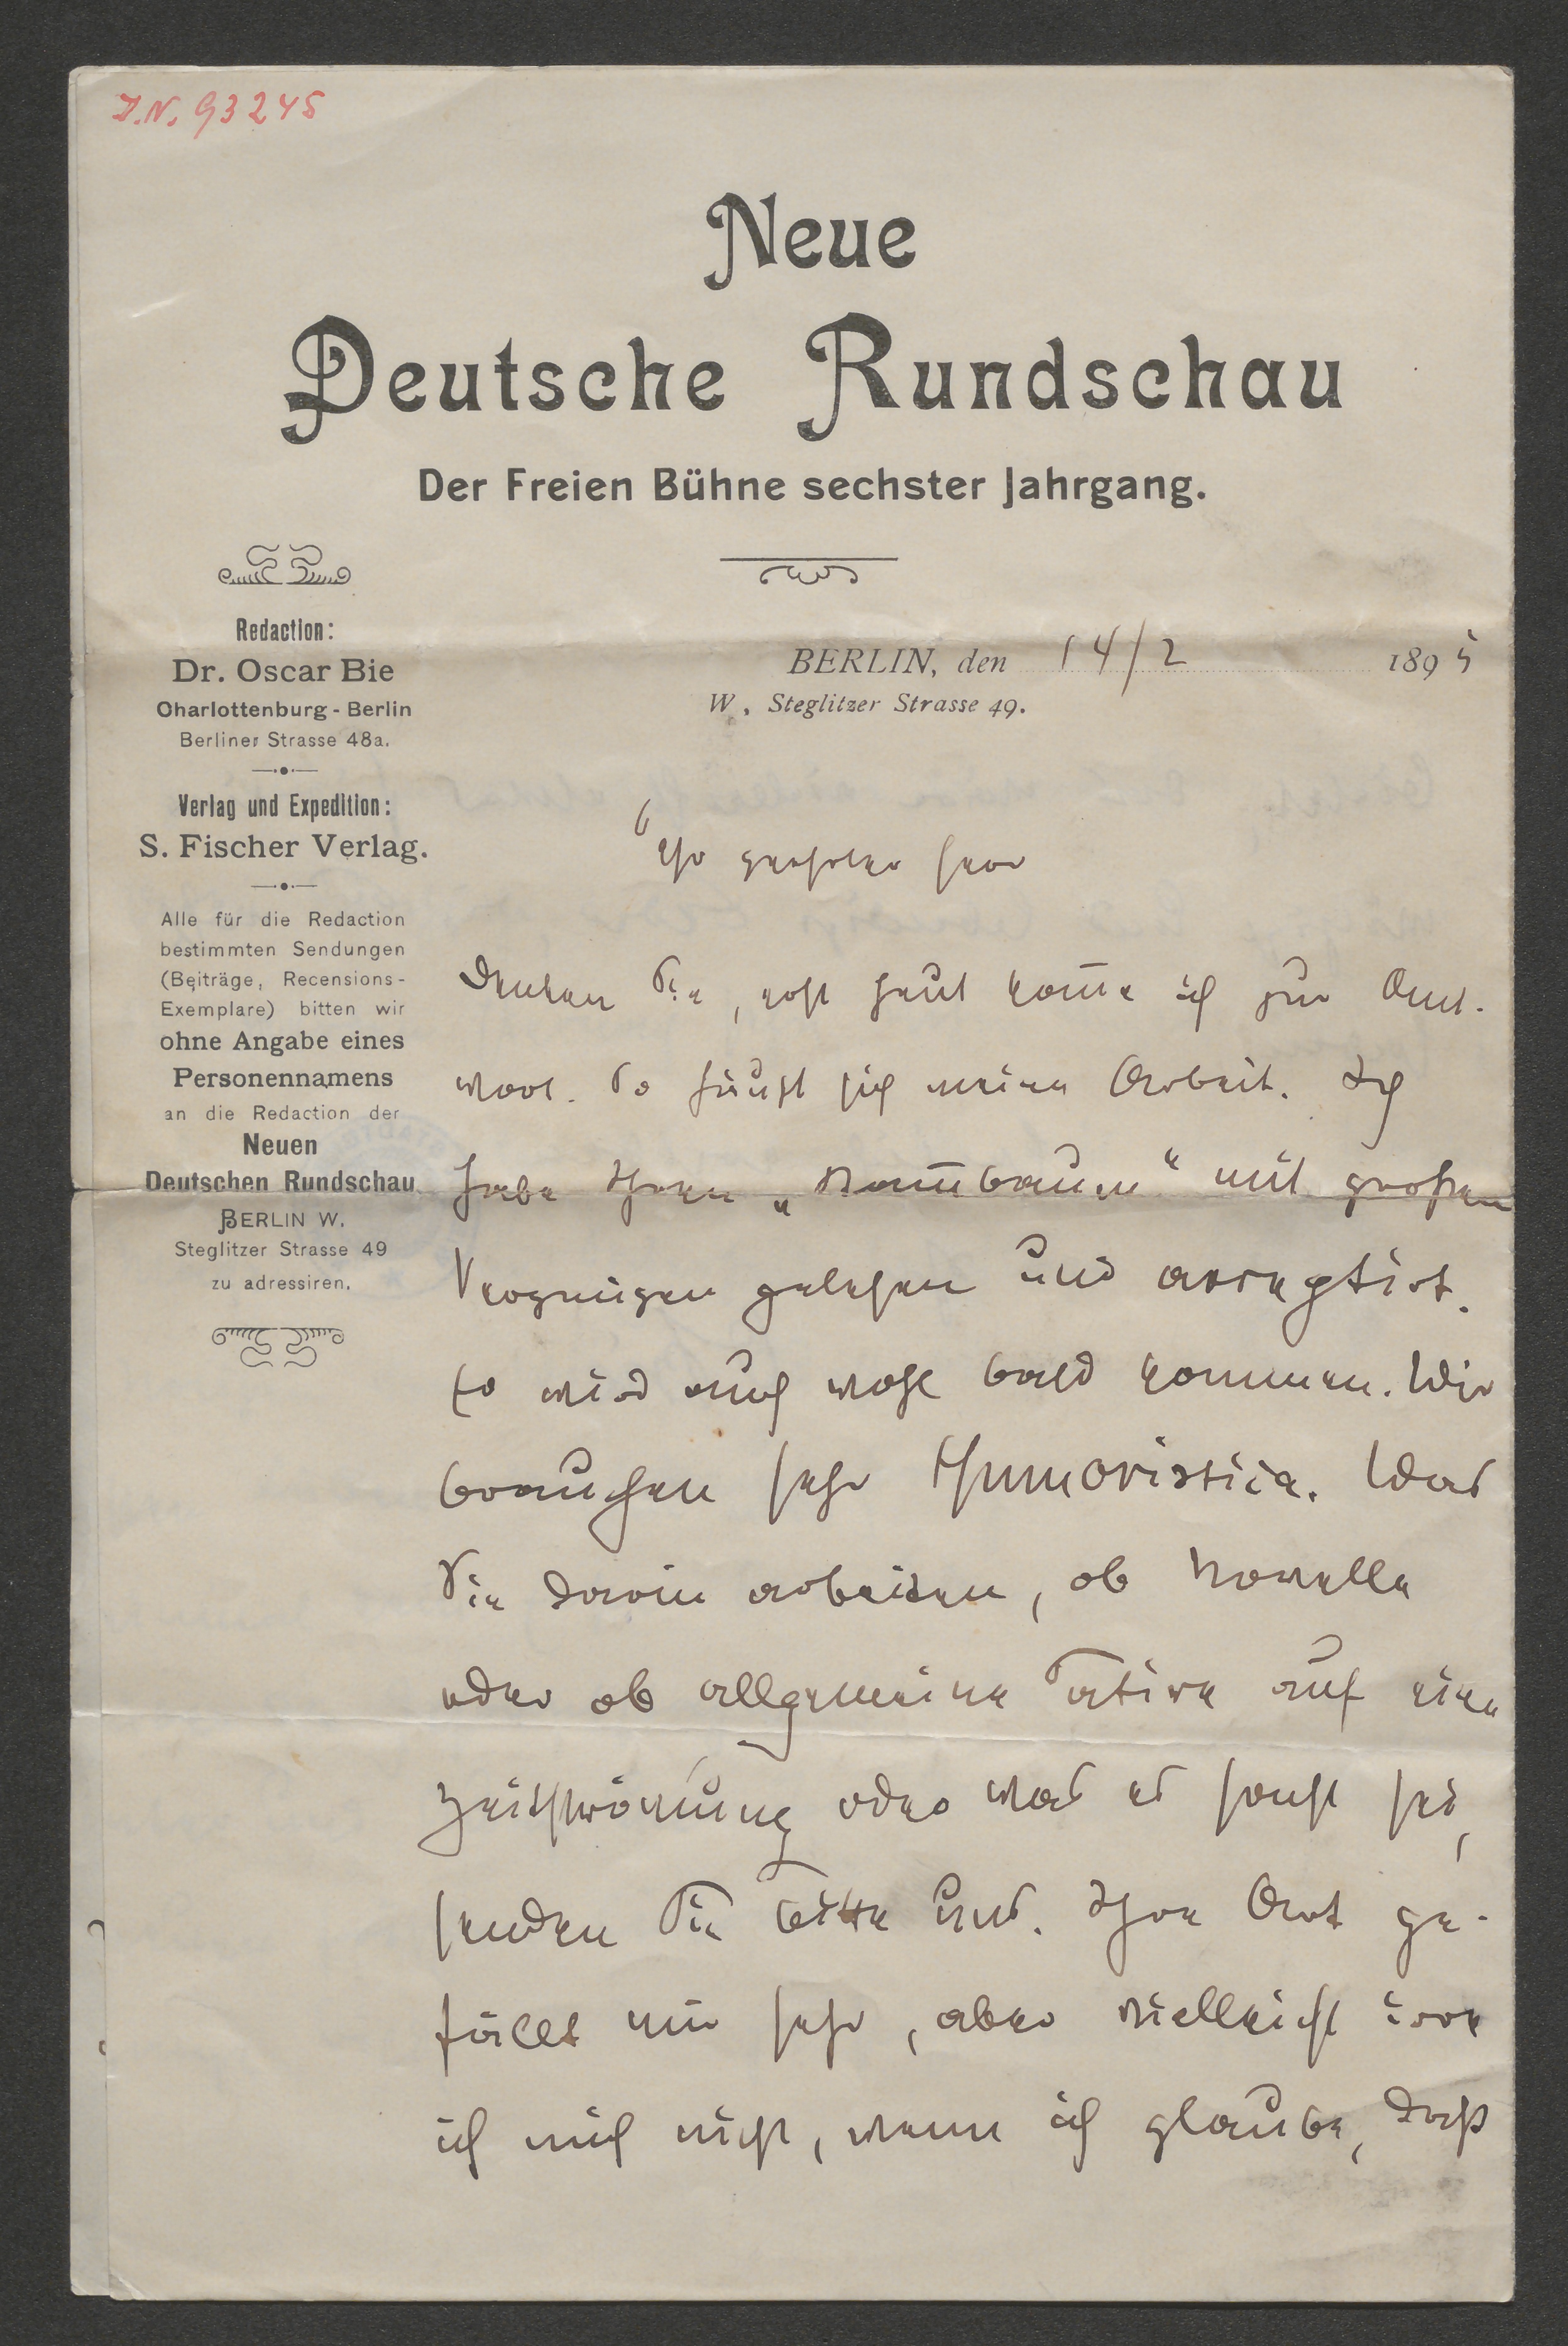 I.N. 93245
Neue
Deutsche Rundschau
Der Freien Bühne sechster Jahrgang.
Redaction:
Dr. Oscar Bie
Charlottenburg - Berlin
Berliner Strasse 48a.
Verlag und Expedition:
S. Fischer Verlag.
Alle für die Redaction
bestimmten Sendungen
(Beiträge, Recensions-
Exemplare) bitten wir
ohne Angabe eines
Personennamens
an die Redaction der
Neuen
Deutschen Rundschau
BERLIN W.
Steglitzer Strasse 49
zu adressiren.
BERLIN, den 14/2 1895
W, Steglitzer Strasse 49.
Sehr geehrter Herr
Denken Sie, erst heut kom̅e ich zur Ant-
wort. So häuft sich meine Arbeit. Ich
habe Ihren „ “ mit großem
Vergnügen gelesen und acceptirt.
Er wird auch wohl bald kommen. Wir
brauchen sehr Humoristica. Was
Sie darin arbeiten, ob Novelle
oder ob allgemeine Satire auf eine
Zeitströmung oder was es sonst sei,
senden Sie bitte uns. Ihre Art ge-
fällt mir sehr, aber vielleicht irre
ich mich nicht, wenn ich glaube, daß